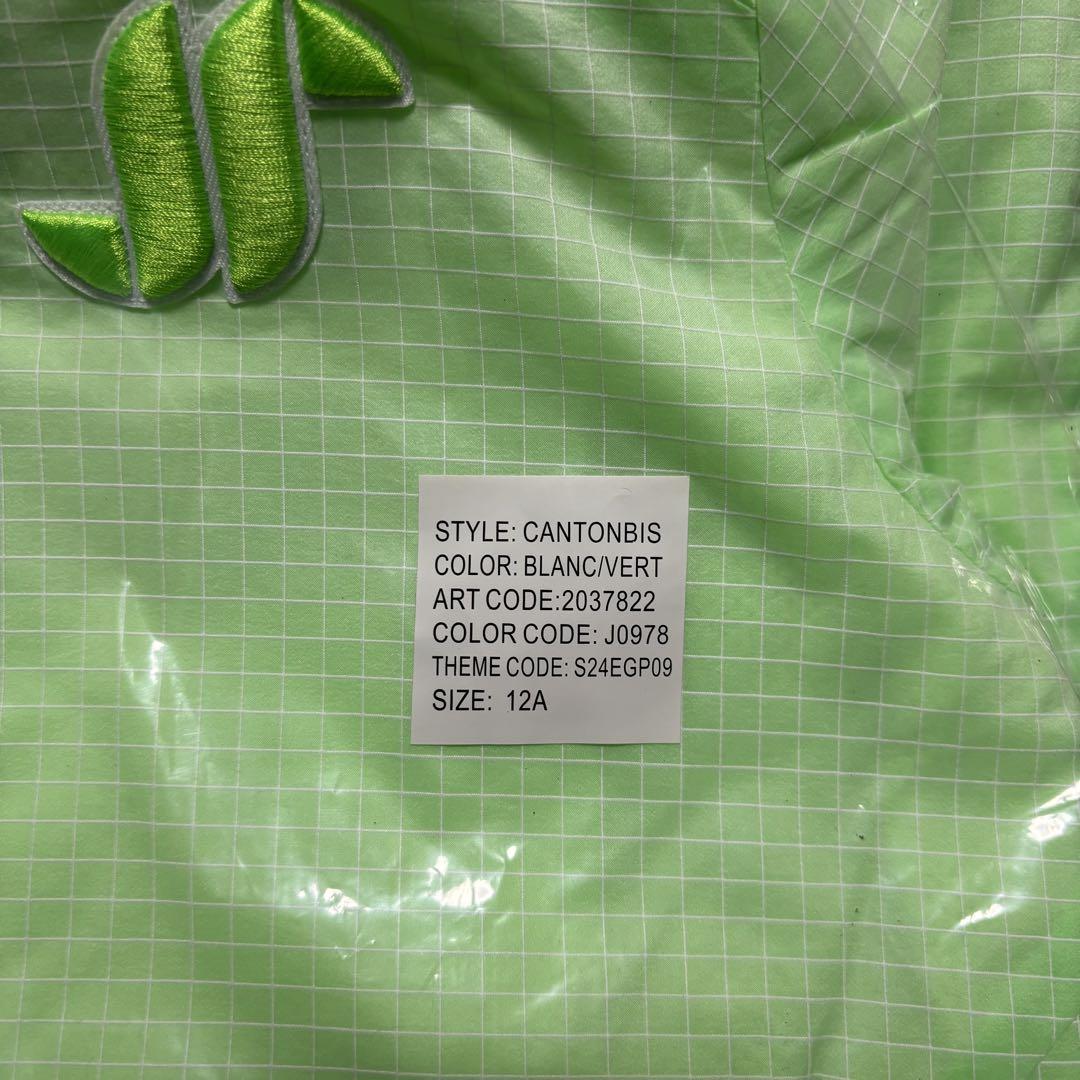 STYLE: CANTONBIS
COLOR: BLANC/VERT
ART CODE:2037822
COLOR CODE: J0978
THEME CODE: S24EGP09
SIZE: 12A